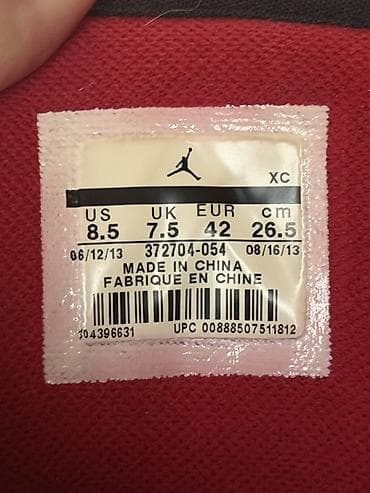 XC
US UK EUR cm
8.5 7.5 42 26.5
06/12/13 372704-054 08/16/13
MADE IN CHINA
FABRIQUE EN CHINE
UPC 00888507511812